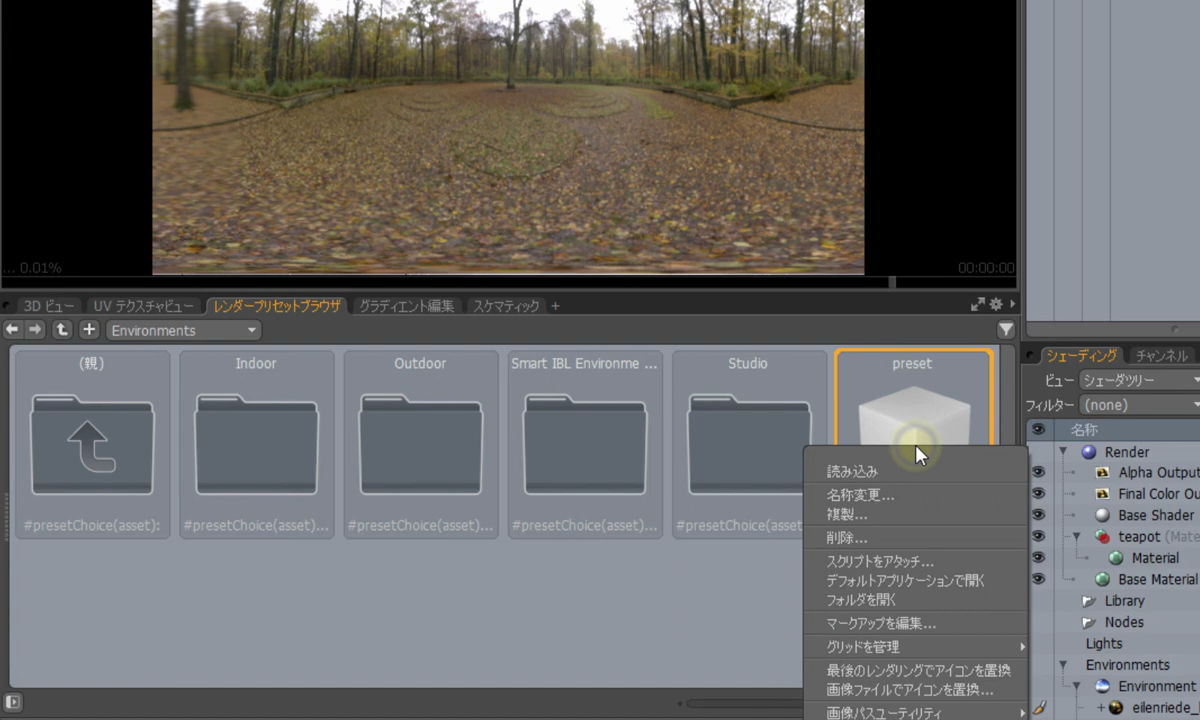 ... 0.01%
00:00:00
3D ビュー
UV テクスチャビュー
レンダープリセットブラウザ
グラディエント編集
スケマティック
+
Environments
(親)
Indoor
Outdoor
Smart IBL Environme ...
Studio
preset
#presetChoice(asset):
#presetChoice(asset)...
#presetChoice(asset)...
#presetChoice(asset)...
#presetChoice(asset
読み込み
名称変更...
複製...
削除...
スクリプトをアタッチ...
デフォルトアプリケーションで開く
フォルダを開く
マークアップを編集...
グリッドを管理
最後のレンダリングでアイコンを置換
画像ファイルでアイコンを置換...
画像パスユーティリティ
シェーディング
チャンネル
ビュー
シェーダツリー
フィルター
(none)
名称
Render
Alpha Output
Final Color Ou
Base Shader
teapot (Mate
Material
Base Material
Library
Nodes
Lights
Environments
Environment
eilenriede_